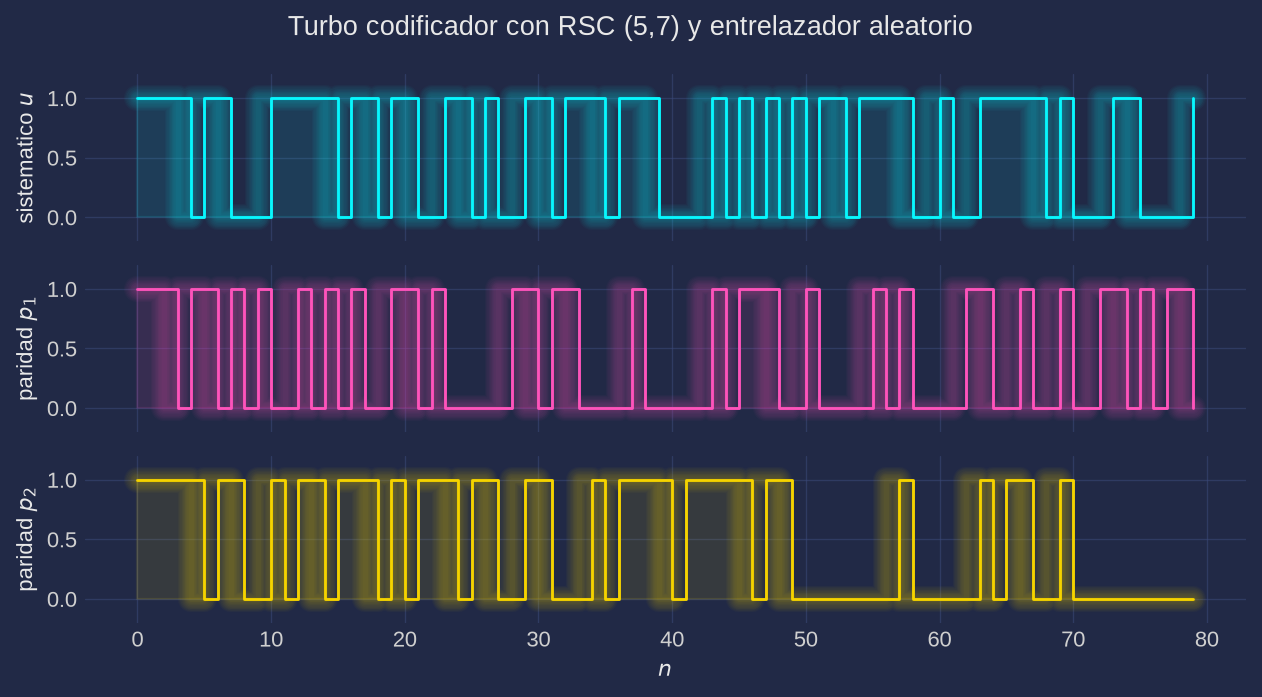 Turbo codificador con RSC (5,7) y entrelazador aleatorio
sistematico u
1.0
0.5
0.0
paridad p1
1.0
0.5
0.0
paridad p2
1.0
0.5
0.0
0 10 20 30 40 50 60 70 80
n